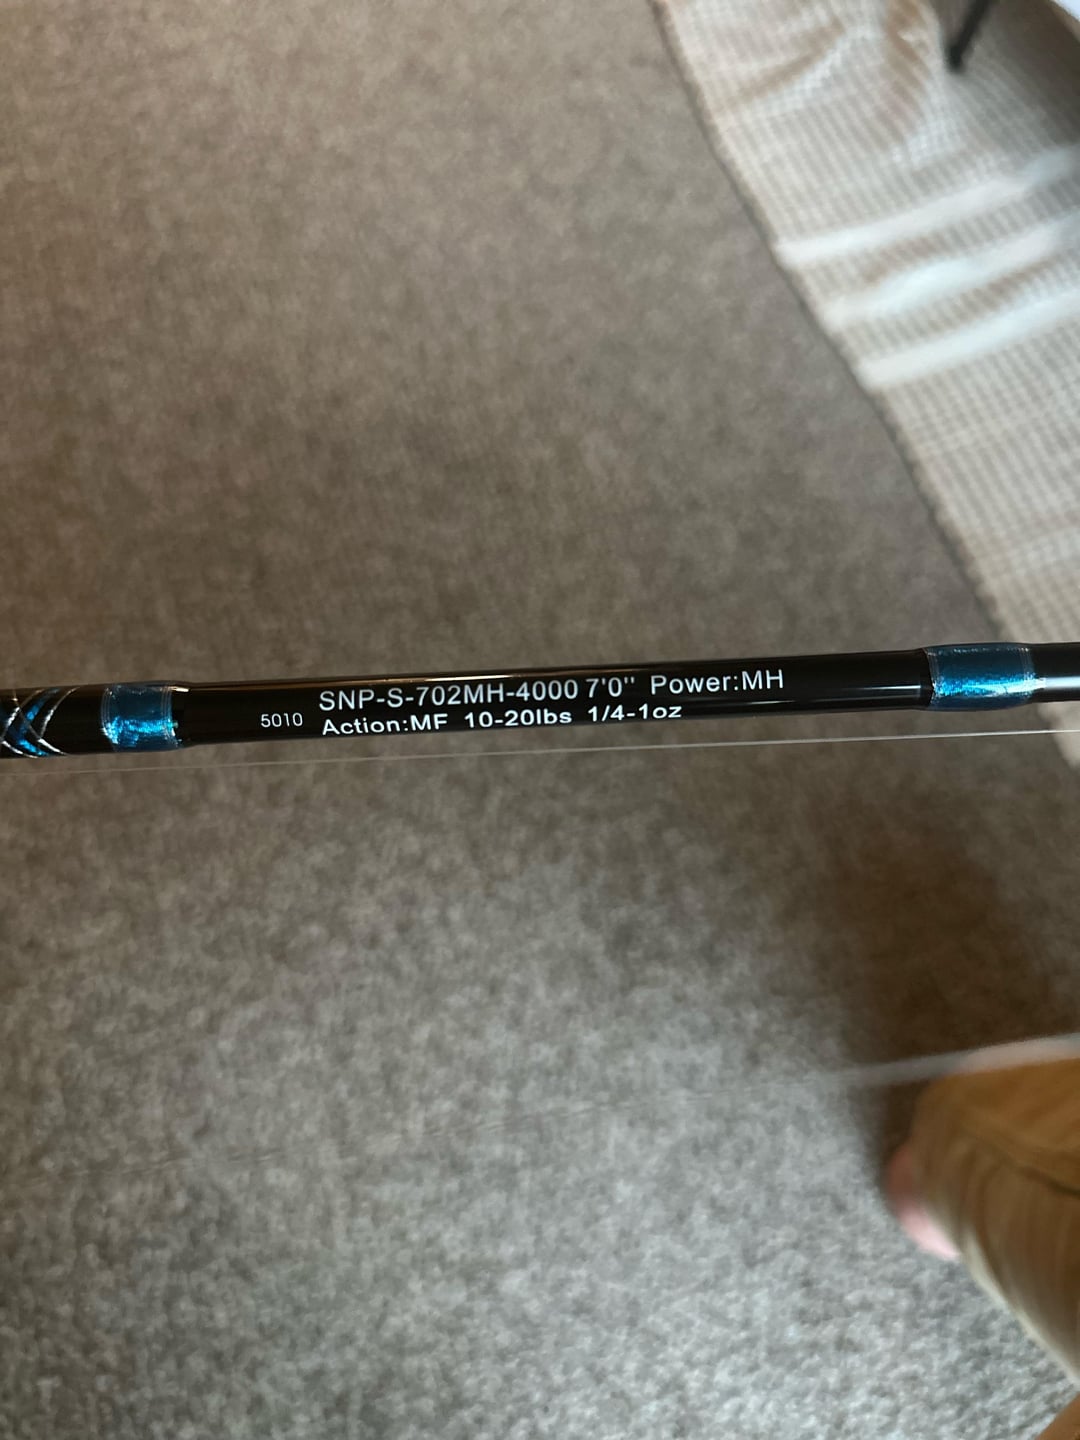 SNP-S-702MH-4000 7'0" Power:MH
5010 Action:MF 10-20lbs 1/4-1oz